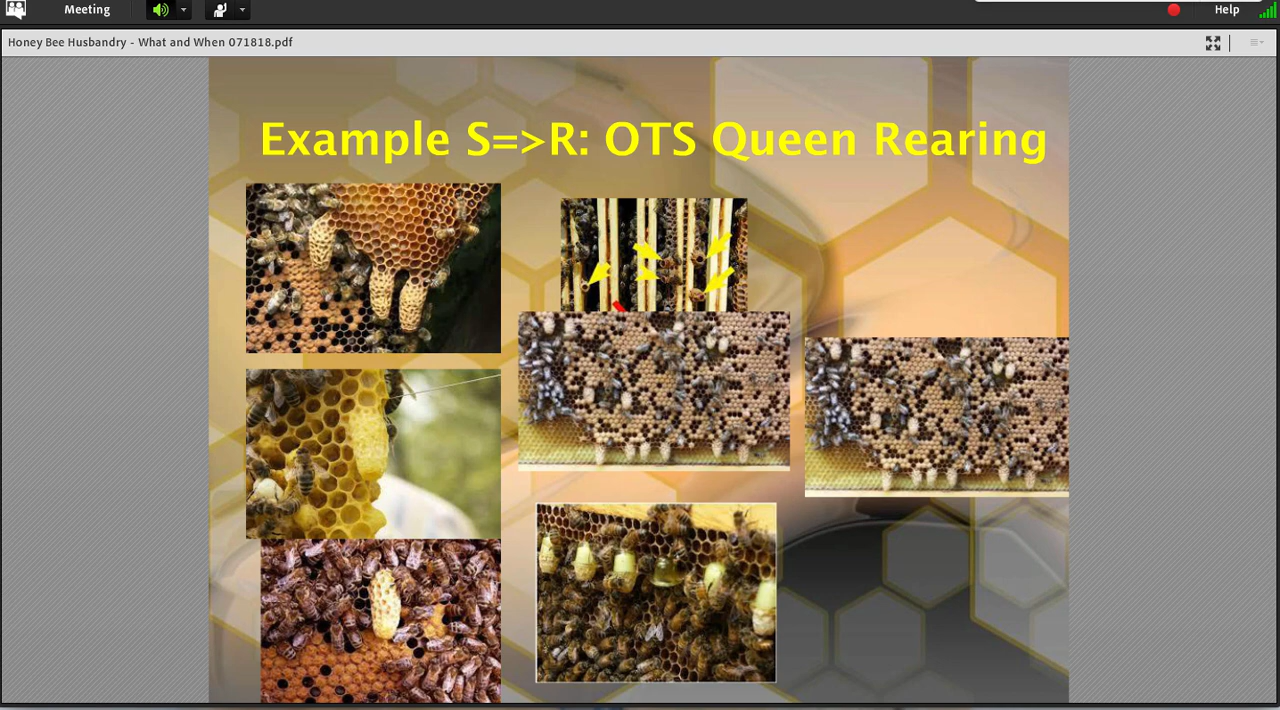 Meeting
Help
Honey Bee Husbandry - What and When 071818.pdf
Example S=>R: OTS Queen Rearing